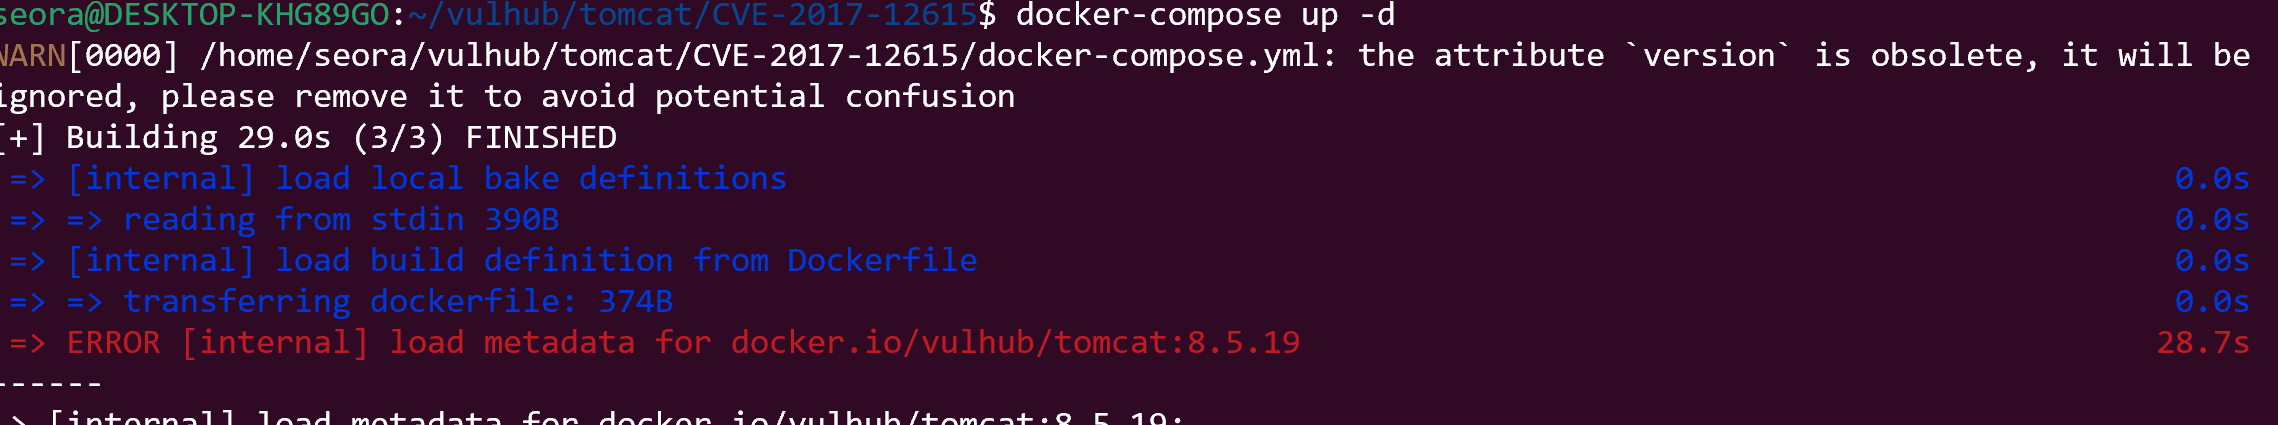 seora@DESKTOP-KHG89GO:~/vulhub/tomcat/CVE-2017-12615$ docker-compose up -d
WARN[0000] /home/seora/vulhub/tomcat/CVE-2017-12615/docker-compose.yml: the attribute `version` is obsolete, it will be
ignored, please remove it to avoid potential confusion
[+] Building 29.0s (3/3) FINISHED
=> [internal] load local bake definitions 0.0s
=> => reading from stdin 390B 0.0s
=> [internal] load build definition from Dockerfile 0.0s
=> => transferring dockerfile: 374B 0.0s
=> ERROR [internal] load metadata for docker.io/vulhub/tomcat:8.5.19 28.7s
------
> [internal] load metadata for docker.io/vulhub/tomcat:8.5.19: